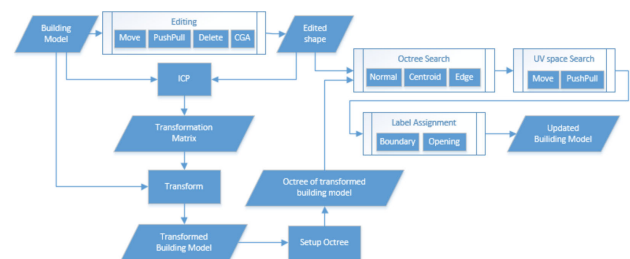 Building
Model
Editing
Move
PushPull
Delete
CGA
Edited
shape
Octree Search
Normal
Centroid
Edge
UV space Search
Move
PushPull
ICP
Label Assignment
Boundary
Opening
Updated
Builiding Model
Transformation
Matrix
Transform
Octree of transformed
building model
Transformed
Building Model
Setup Octree